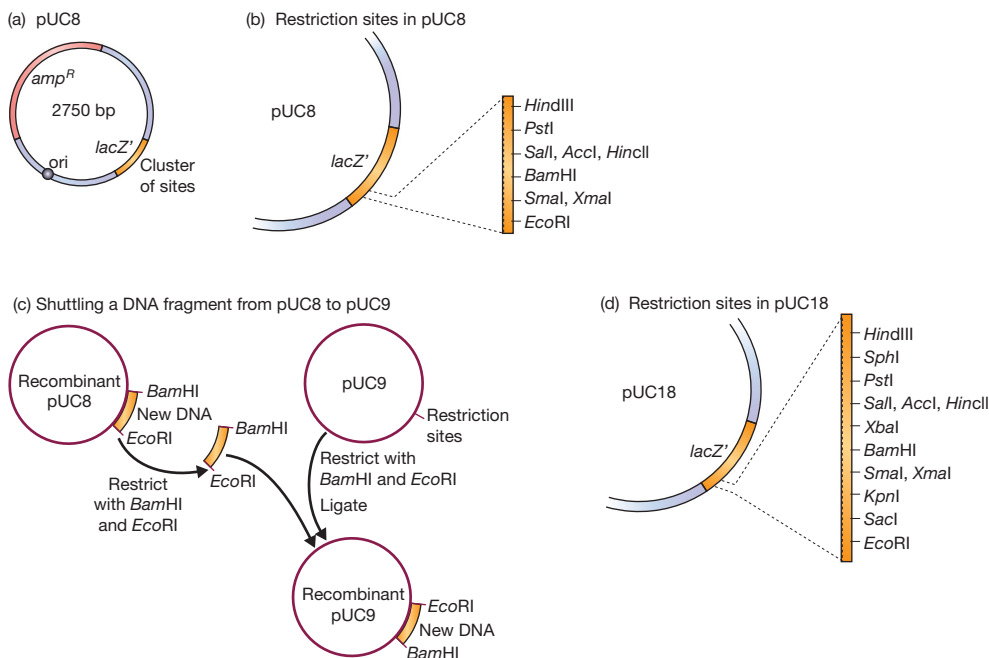 (a) pUC8
amp^R
2750 bp
lacZ'
ori
Cluster
of sites
(b) Restriction sites in pUC8
pUC8
lacZ'
HindIII
PstI
SalI, AccI, HincII
BamHI
SmaI, XmaI
EcoRI
(c) Shuttling a DNA fragment from pUC8 to pUC9
Recombinant
pUC8
BamHI
New DNA
EcoRI
Restrict
with BamHI
and EcoRI
BamHI
EcoRI
pUC9
Restriction
sites
Restrict with
BamHI and EcoRI
Ligate
Recombinant
pUC9
EcoRI
New DNA
BamHI
(d) Restriction sites in pUC18
pUC18
lacZ'
HindIII
SphI
PstI
SalI, AccI, HincII
XbaI
BamHI
SmaI, XmaI
KpnI
SacI
EcoRI